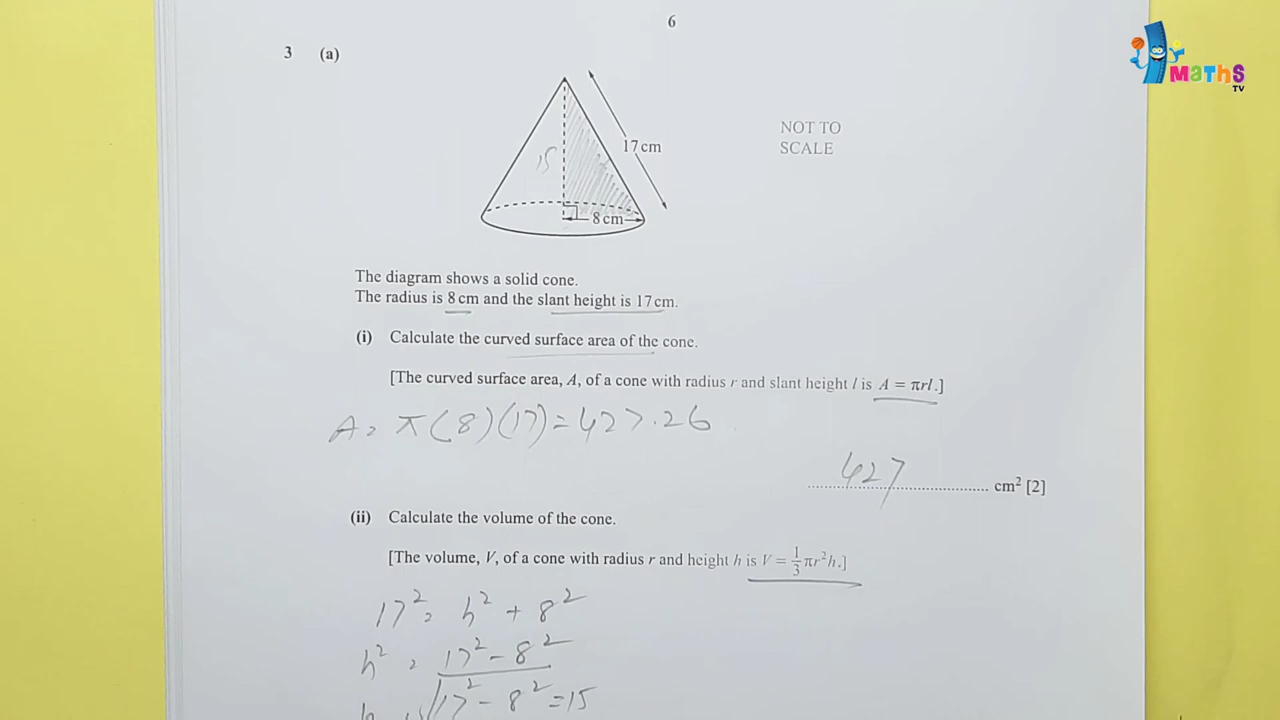 6
MATHS
TV
3 (a)
NOT TO
SCALE
17 cm
15
8 cm
The diagram shows a solid cone.
The radius is 8 cm and the slant height is 17 cm.
(i) Calculate the curved surface area of the cone.
[The curved surface area, A, of a cone with radius r and slant height l is A = πrl.]
A = π(8)(17) = 427.26
427
.......................................... cm² [2]
(ii) Calculate the volume of the cone.
[The volume, V, of a cone with radius r and height h is V = 1/3 πr²h.]
17² = h² + 8²
h² = 17² - 8²
h = √17² - 8² = 15